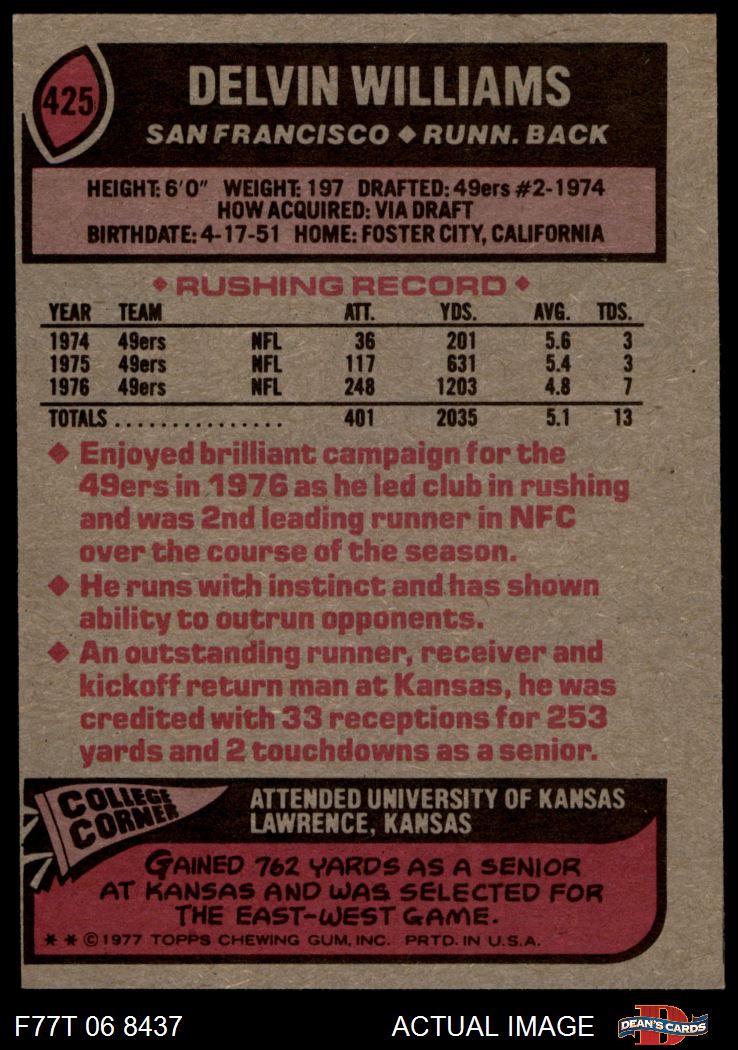 425
DELVIN WILLIAMS
SAN FRANCISCO ◆ RUNN. BACK
HEIGHT: 6'0" WEIGHT: 197 DRAFTED: 49ers #2-1974
HOW ACQUIRED: VIA DRAFT
BIRTHDATE: 4-17-51 HOME: FOSTER CITY, CALIFORNIA
◆ RUSHING RECORD ◆
YEAR TEAM ATT. YDS. AVG. TDS.
1974 49ers NFL 36 201 5.6 3
1975 49ers NFL 117 631 5.4 3
1976 49ers NFL 248 1203 4.8 7
TOTALS ............... 401 2035 5.1 13
◆ Enjoyed brilliant campaign for the
49ers in 1976 as he led club in rushing
and was 2nd leading runner in NFC
over the course of the season.
◆ He runs with instinct and has shown
ability to outrun opponents.
◆ An outstanding runner, receiver and
kickoff return man at Kansas, he was
credited with 33 receptions for 253
yards and 2 touchdowns as a senior.
COLLEGE
CORNER
ATTENDED UNIVERSITY OF KANSAS
LAWRENCE, KANSAS
GAINED 762 YARDS AS A SENIOR
AT KANSAS AND WAS SELECTED FOR
THE EAST-WEST GAME.
* * © 1977 TOPPS CHEWING GUM, INC. PRTD. IN U.S.A.
F77T 06 8437 ACTUAL IMAGE
D
DEAN'S CARDS